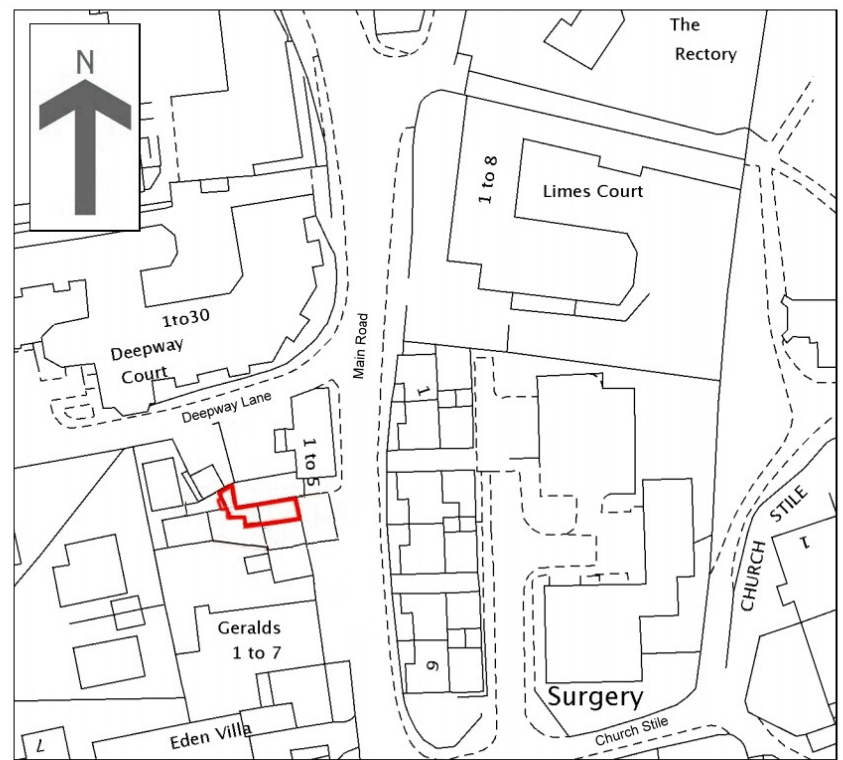 N
The
Rectory
1 to 8
Limes Court
1to30
Deepway
Court
Main Road
Deepway Lane
1
1 to 5
STILE
CHURCH
1
Geralds
1 to 7
9
Surgery
Eden Villa
7
Church Stile